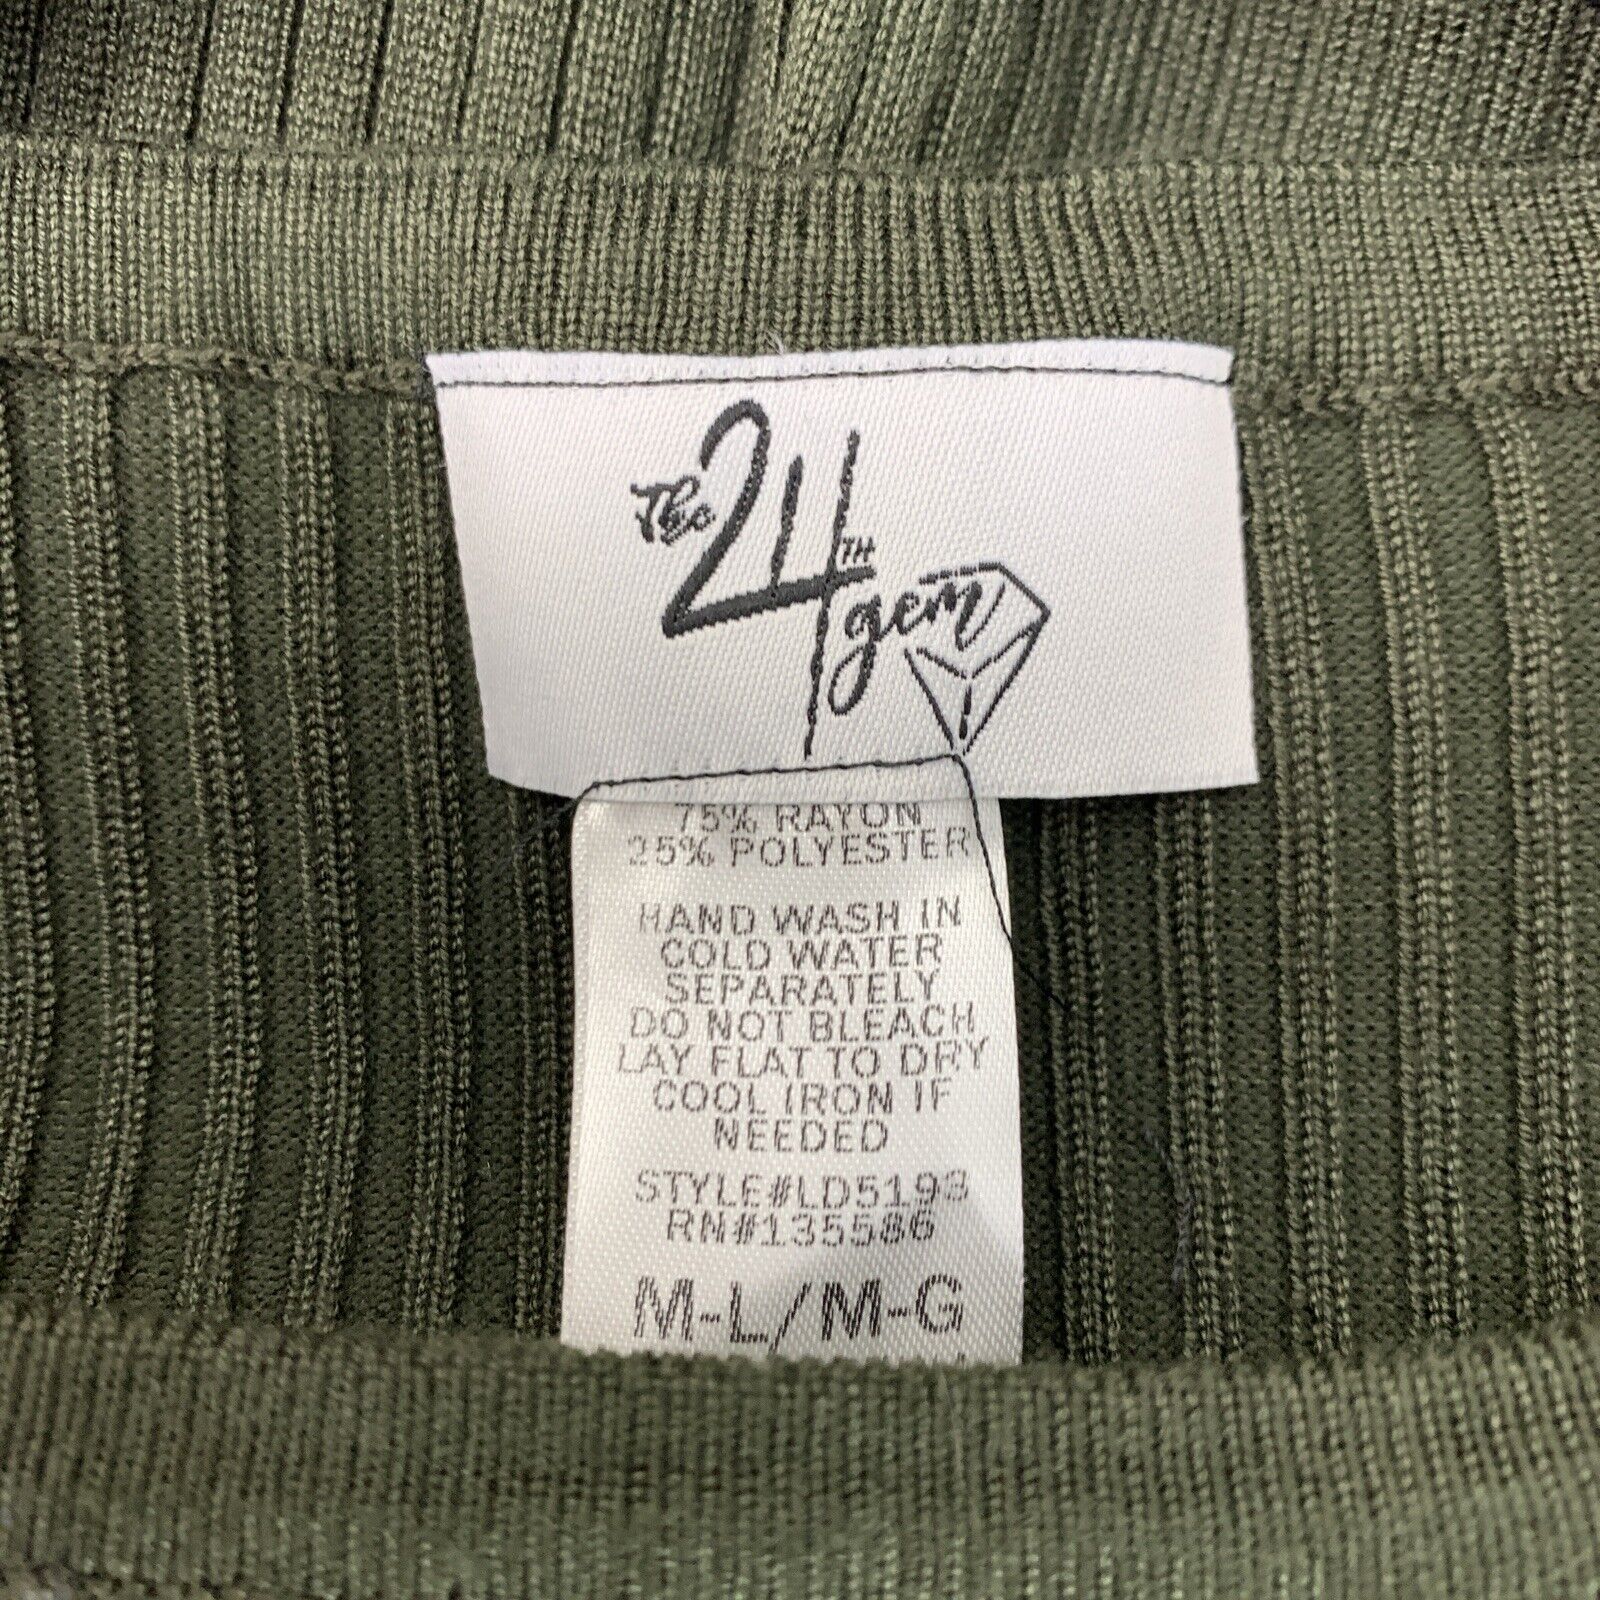 The 24TH gem
75% RAYON
25% POLYESTER
HAND WASH IN
COLD WATER
SEPARATELY
DO NOT BLEACH
LAY FLAT TO DRY
COOL IRON IF
NEEDED
STYLE#LD5193
RN#135586
M-L/M-G